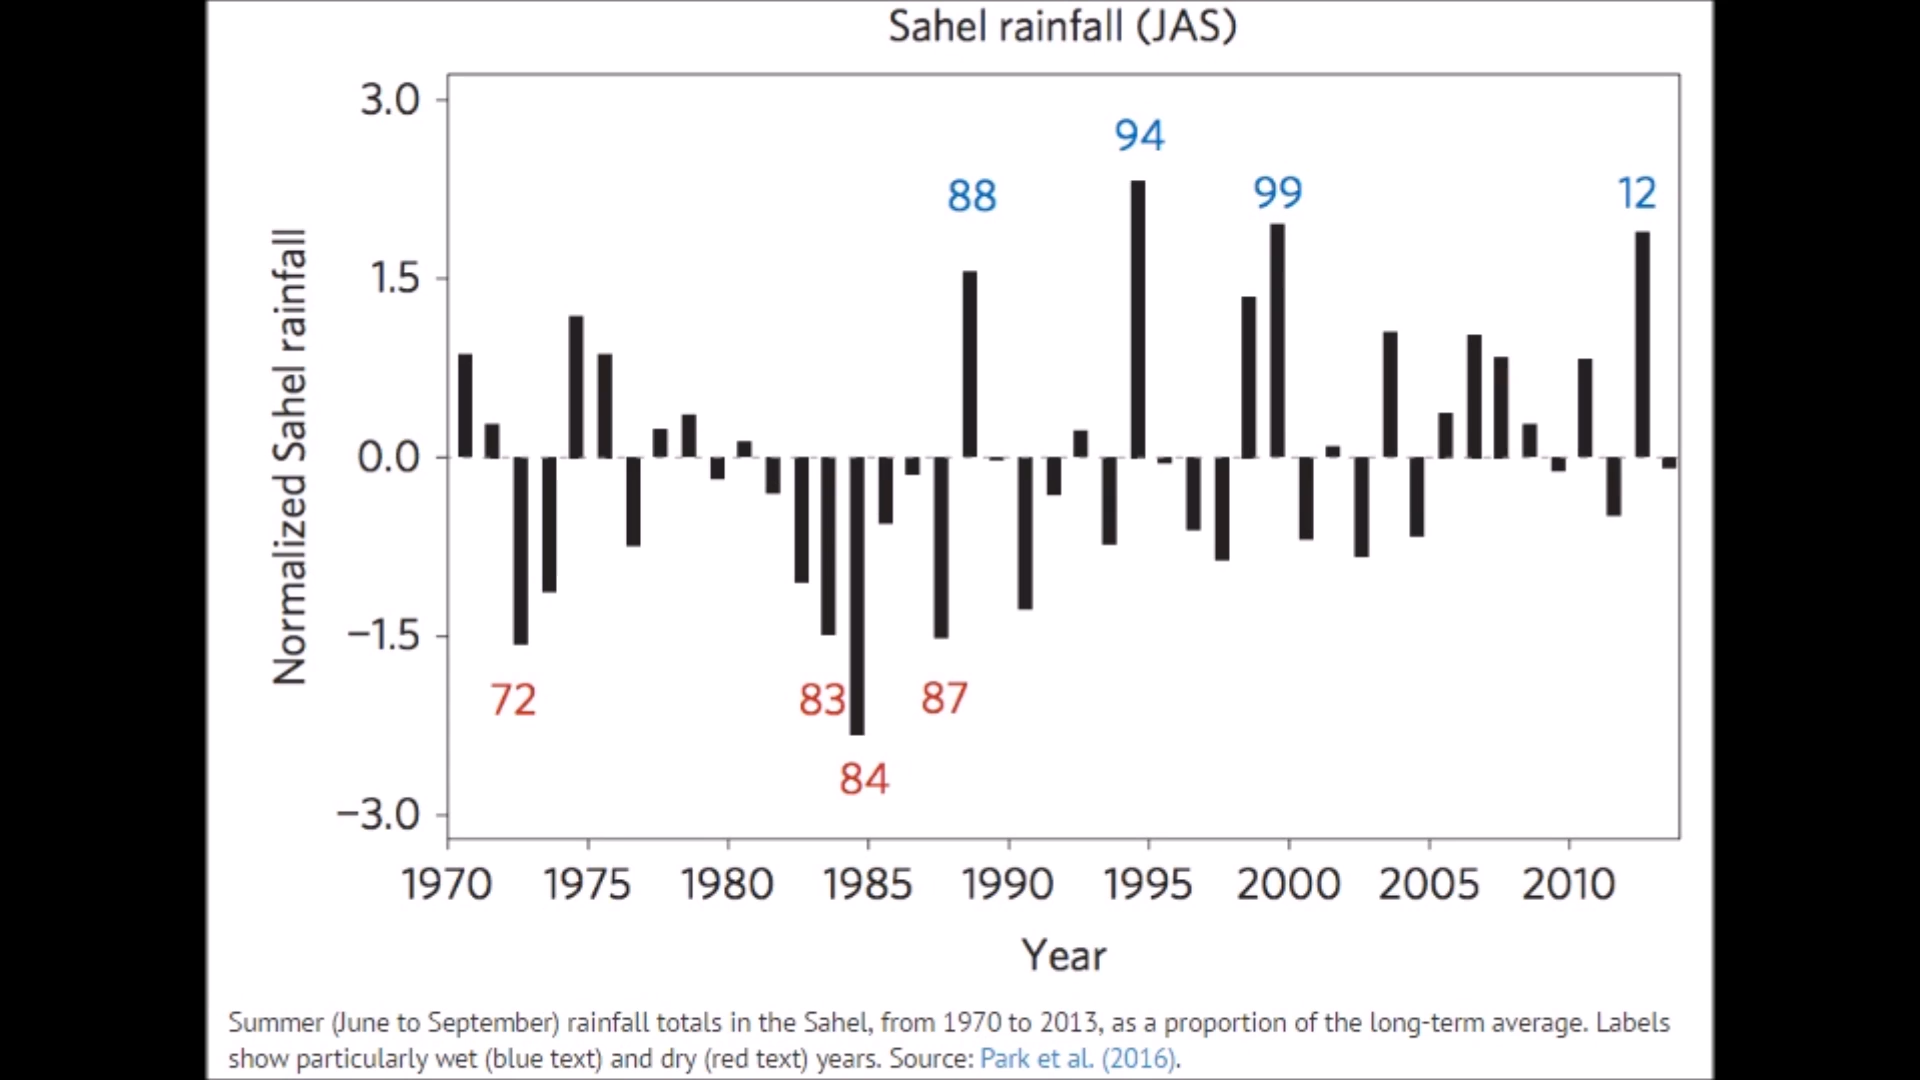 Sahel rainfall (JAS)
3.0
1.5
0.0
−1.5
−3.0
Normalized Sahel rainfall
94
88
99
12
72
83
87
84
1970 1975 1980 1985 1990 1995 2000 2005 2010
Year
Summer (June to September) rainfall totals in the Sahel, from 1970 to 2013, as a proportion of the long-term average. Labels
show particularly wet (blue text) and dry (red text) years. Source: Park et al. (2016).